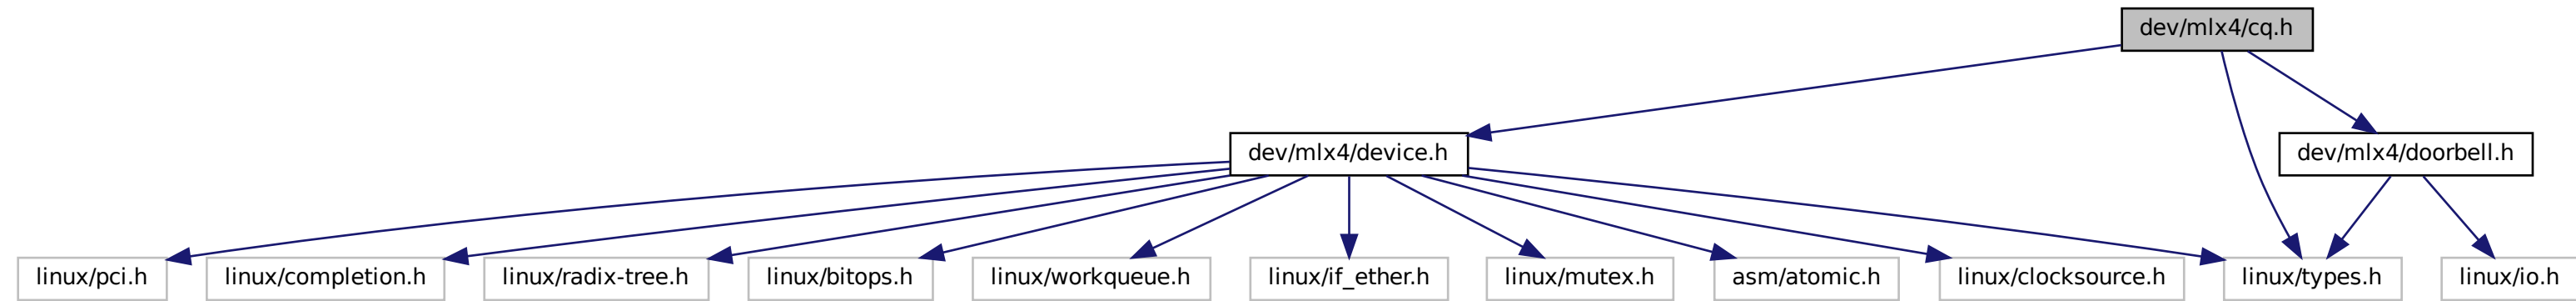 dev/mlx4/cq.h
dev/mlx4/device.h
dev/mlx4/doorbell.h
linux/pci.h
linux/completion.h
linux/radix-tree.h
linux/bitops.h
linux/workqueue.h
linux/if_ether.h
linux/mutex.h
asm/atomic.h
linux/clocksource.h
linux/types.h
linux/io.h